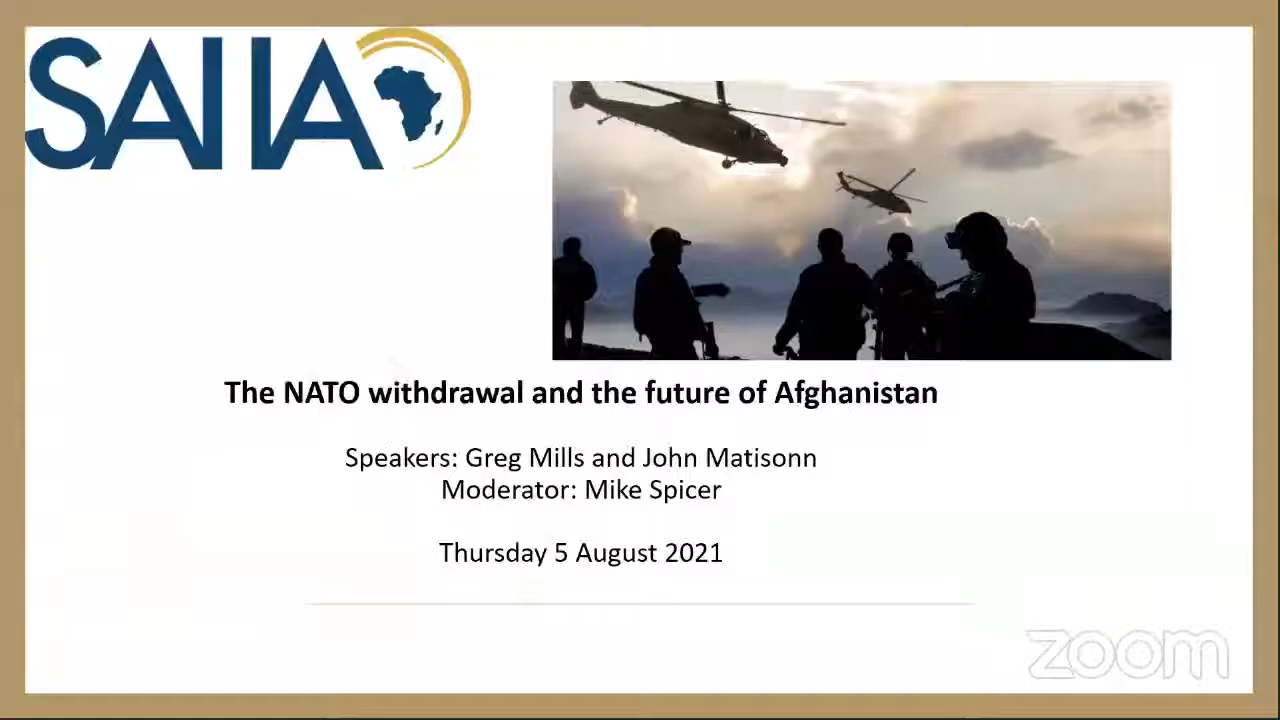 SAIIA
The NATO withdrawal and the future of Afghanistan
Speakers: Greg Mills and John Matisonn
Moderator: Mike Spicer
Thursday 5 August 2021
zoom